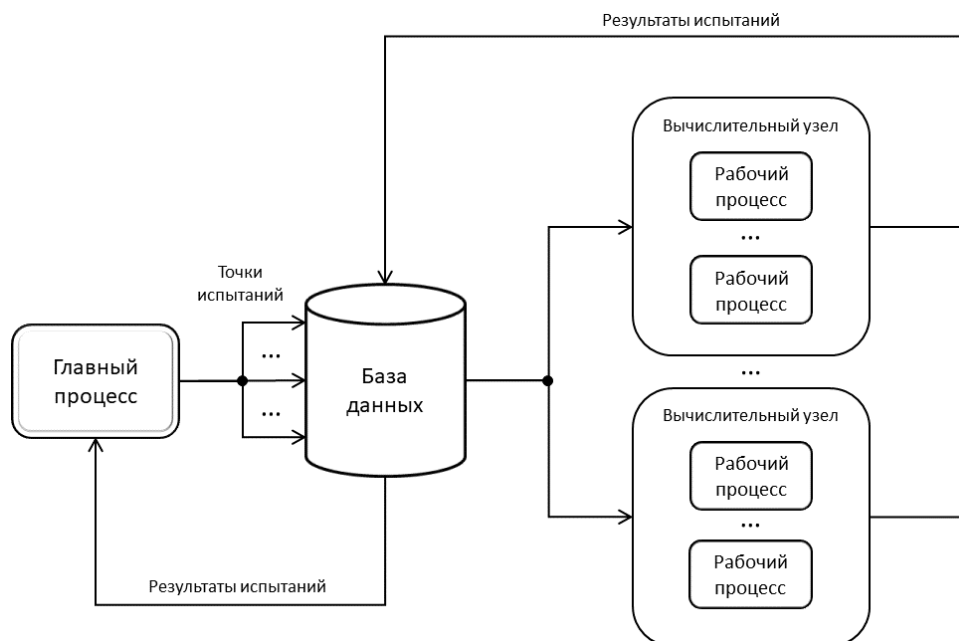 Результаты испытаний
Вычислительный узел
Рабочий
процесс
...
Рабочий
процесс
...
Точки
испытаний
...
...
Главный
процесс
База
данных
Вычислительный узел
Рабочий
процесс
...
Рабочий
процесс
Результаты испытаний